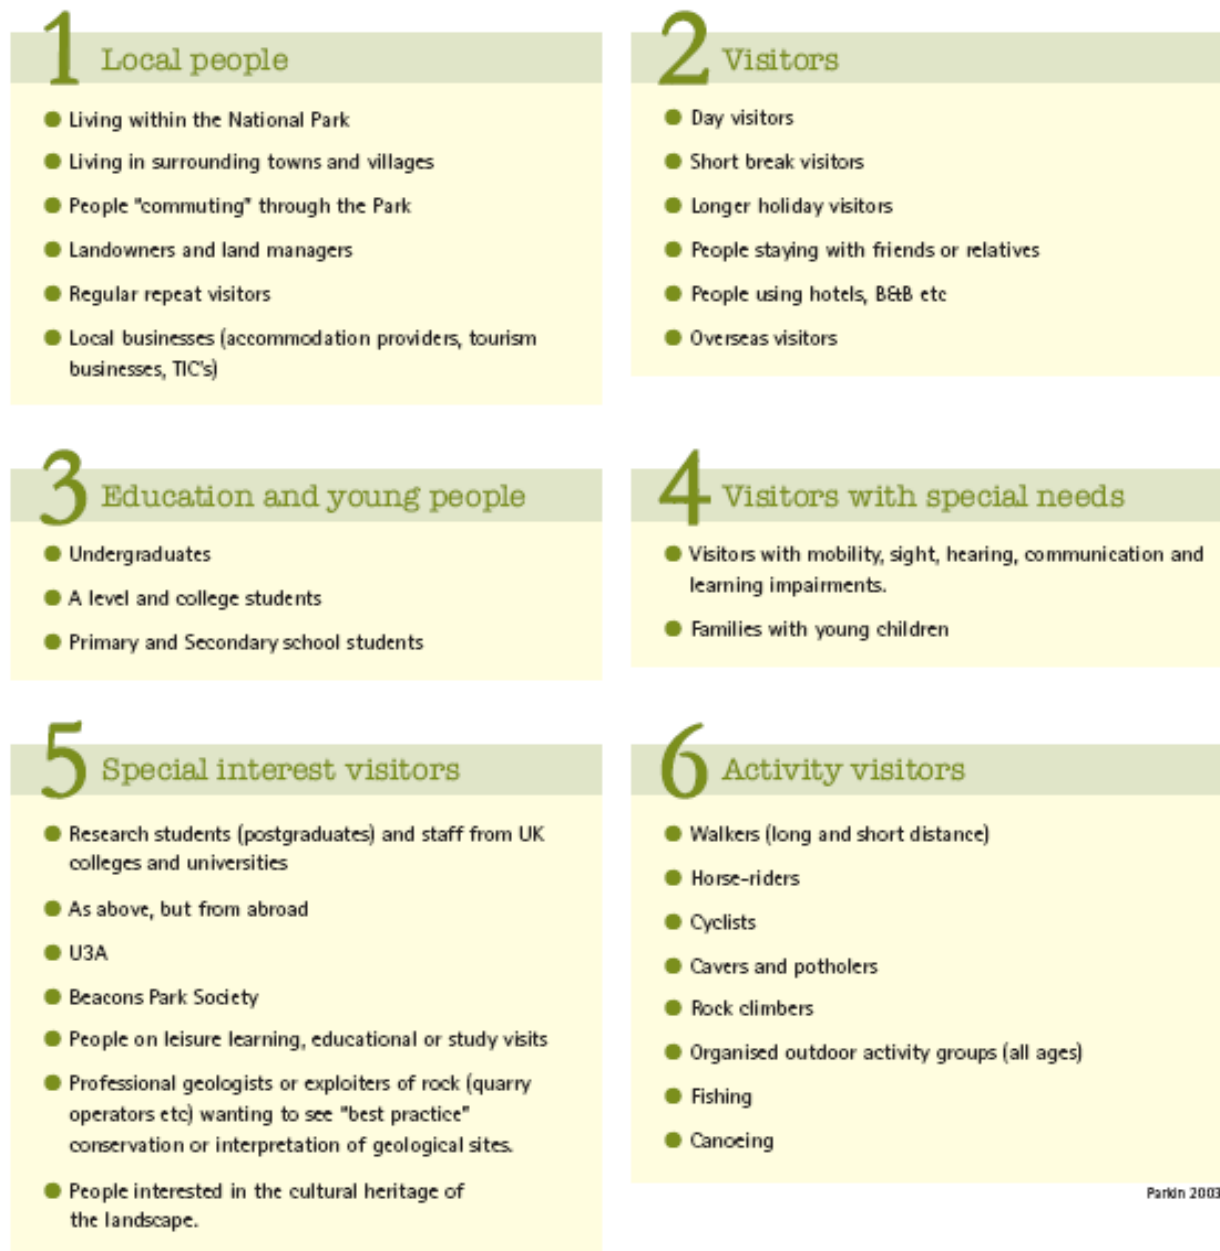 1 Local people
● Living within the National Park
● Living in surrounding towns and villages
● People "commuting" through the Park
● Landowners and land managers
● Regular repeat visitors
● Local businesses (accommodation providers, tourism
businesses, TIC's)
2 Visitors
● Day visitors
● Short break visitors
● Longer holiday visitors
● People staying with friends or relatives
● People using hotels, B&B etc
● Overseas visitors
3 Education and young people
● Undergraduates
● A level and college students
● Primary and Secondary school students
4 Visitors with special needs
● Visitors with mobility, sight, hearing, communication and
learning impairments.
● Families with young children
5 Special interest visitors
● Research students (postgraduates) and staff from UK
colleges and universities
● As above, but from abroad
● U3A
● Beacons Park Society
● People on leisure learning, educational or study visits
● Professional geologists or exploiters of rock (quarry
operators etc) wanting to see "best practice"
conservation or interpretation of geological sites.
● People interested in the cultural heritage of
the landscape.
6 Activity visitors
● Walkers (long and short distance)
● Horse-riders
● Cyclists
● Cavers and potholers
● Rock climbers
● Organised outdoor activity groups (all ages)
● Fishing
● Canoeing
Parkin 2003